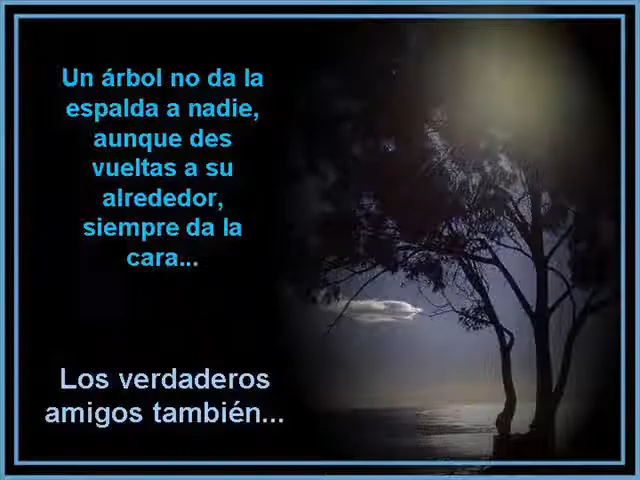 Un árbol no da la
espalda a nadie,
aunque des
vueltas a su
alrededor,
siempre da la
cara...
Los verdaderos
amigos también...